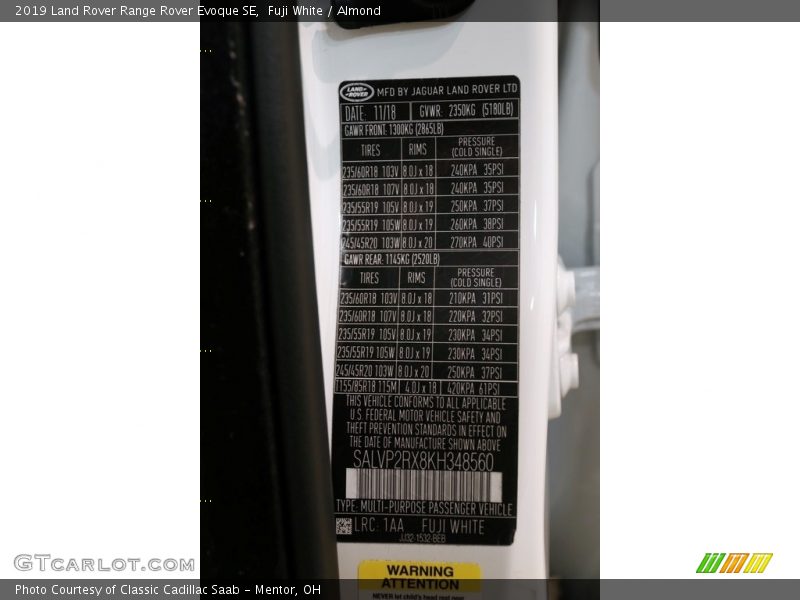 2019 Land Rover Range Rover Evoque SE,  Fuji White / Almond
LAND ROVER MFD BY JAGUAR LAND ROVER LTD
DATE: 11/18 GVWR: 2350KG (5180LB)
GAWR FRONT: 1300KG (2865LB)
TIRES RIMS PRESSURE (COLD SINGLE)
235/60R18 103V 8.0J x 18 240KPA 35PSI
235/60R18 107V 8.0J x 18 240KPA 35PSI
235/55R19 105V 8.0J x 19 250KPA 37PSI
235/55R19 105W 8.0J x 19 260KPA 38PSI
245/45R20 103W 8.0J x 20 270KPA 40PSI
GAWR REAR: 1145KG (2520LB)
TIRES RIMS PRESSURE (COLD SINGLE)
235/60R18 103V 8.0J x 18 210KPA 31PSI
235/60R18 107V 8.0J x 18 220KPA 32PSI
235/55R19 105V 8.0J x 19 230KPA 34PSI
235/55R19 105W 8.0J x 19 230KPA 34PSI
245/45R20 103W 8.0J x 20 250KPA 37PSI
T155/85R18 115M 4.0J x 18 420KPA 61PSI
THIS VEHICLE CONFORMS TO ALL APPLICABLE
U.S. FEDERAL MOTOR VEHICLE SAFETY AND
THEFT PREVENTION STANDARDS IN EFFECT ON
THE DATE OF MANUFACTURE SHOWN ABOVE
SALVP2RX8KH348560
TYPE: MULTI-PURPOSE PASSENGER VEHICLE
LRC: 1AA FUJI WHITE
JJ32-1532-BEB
WARNING
ATTENTION
NEVER let child's head rest near
GTCARLOT.COM
Photo Courtesy of Classic Cadillac Saab - Mentor, OH